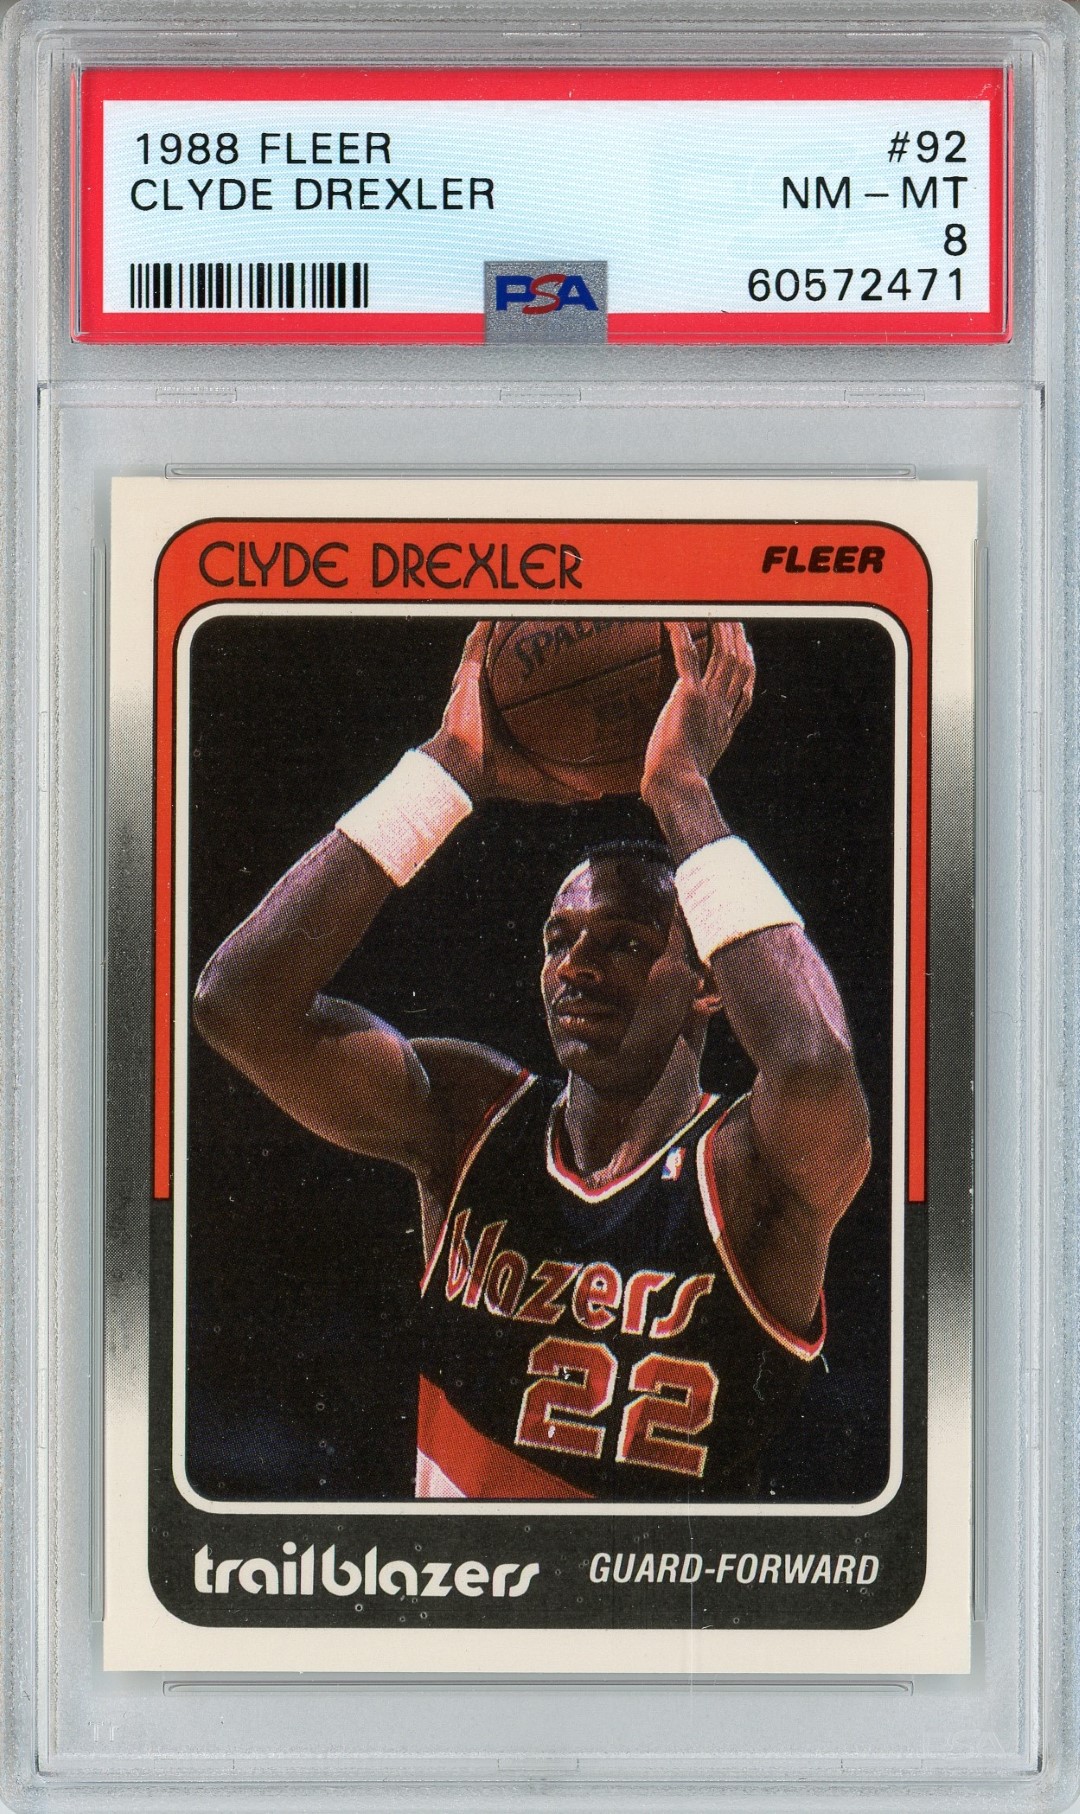 1988 FLEER #92
CLYDE DREXLER NM - MT
8
60572471
PSA
CLYDE DREXLER FLEER
blazers
22
trailblazers GUARD-FORWARD